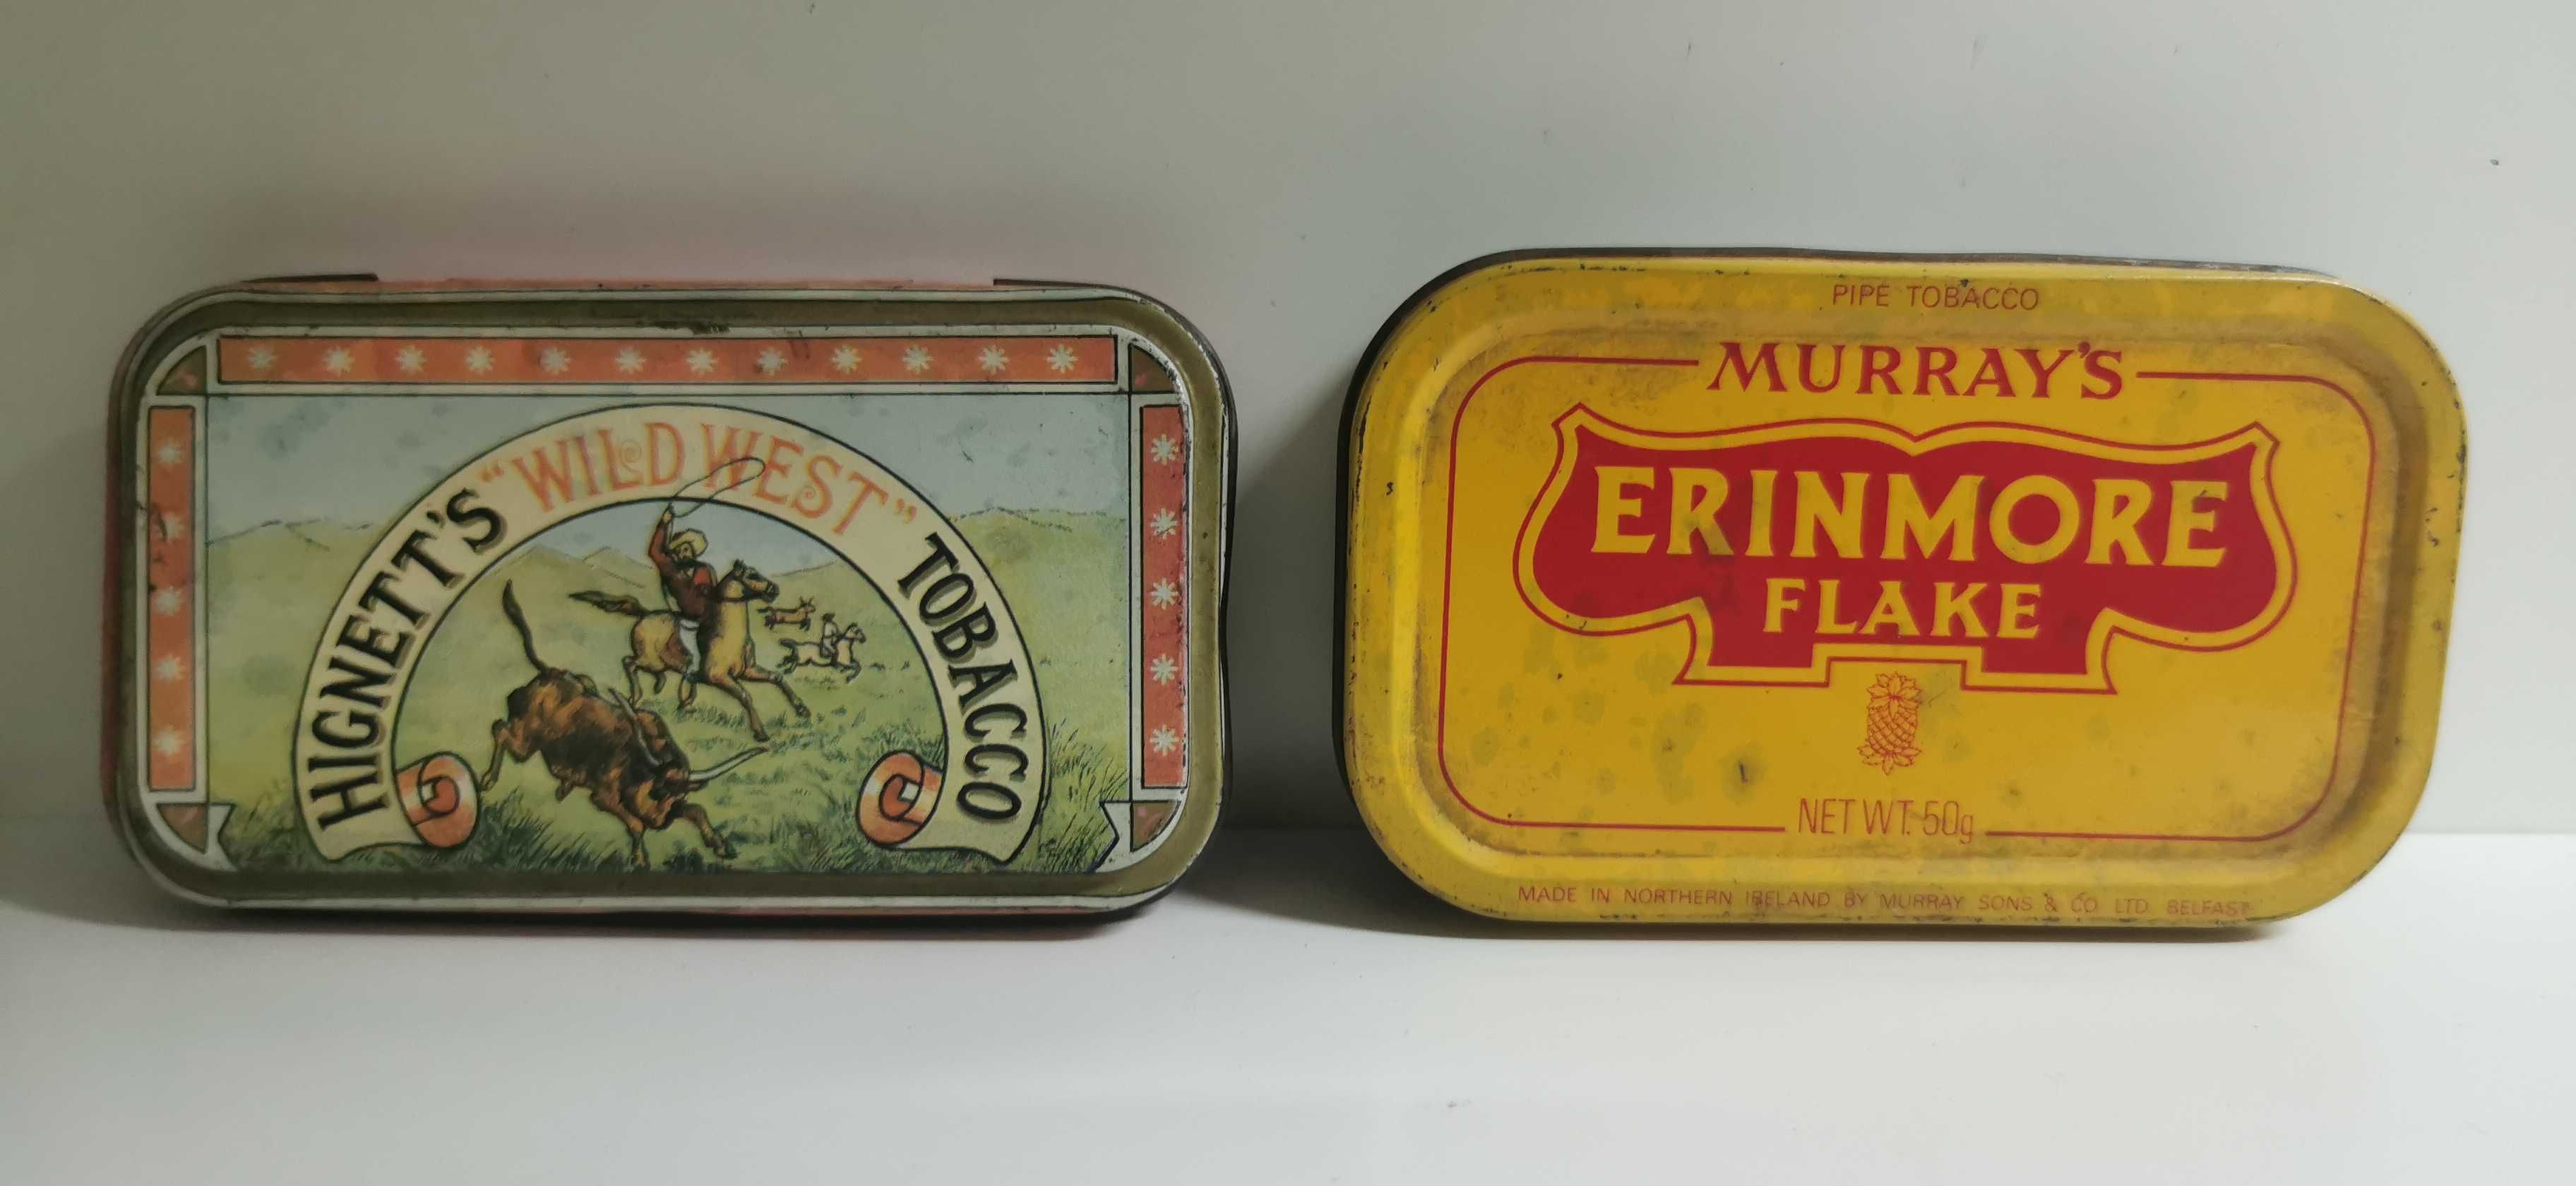 HIGNETT'S "WILD WEST" TOBACCO
PIPE TOBACCO
MURRAY'S
ERINMORE
FLAKE
NET WT. 50g
MADE IN NORTHERN IRELAND BY MURRAY SONS & CO LTD BELFAST